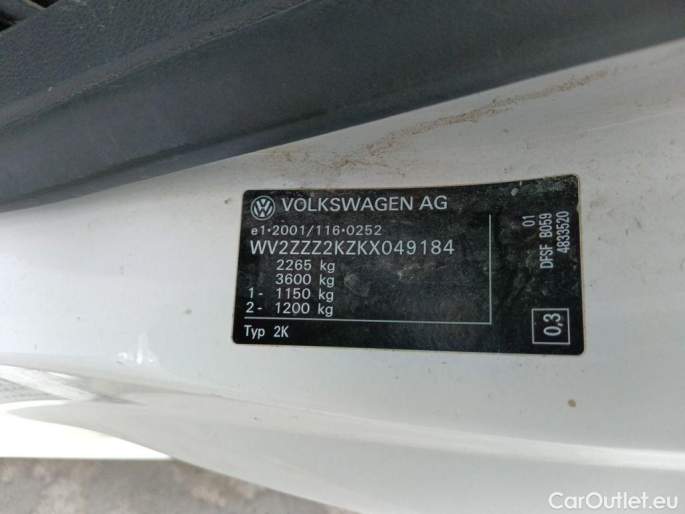 VOLKSWAGEN AG
e1*2001/116*0252
WV2ZZZ2KZKX049184
2265 kg
3600 kg
1- 1150 kg
2- 1200 kg
Typ 2K
01
DFSF B059
4833520
0,3
CarOutlet.eu